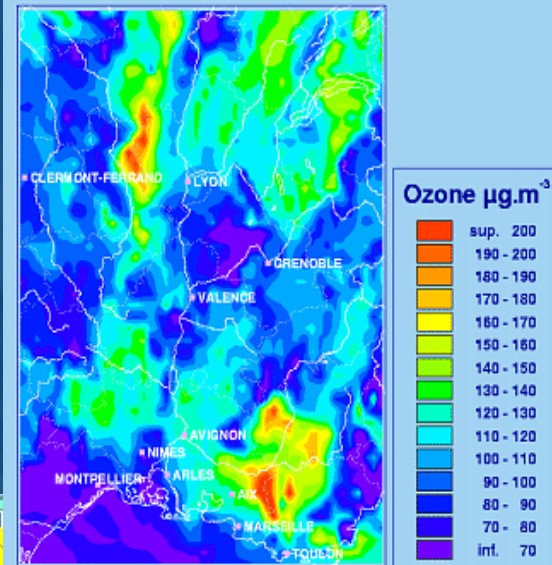 CLERMONT-FERRAND
LYON
GRENOBLE
VALENCE
AVIGNON
NIMES
MONTPELLIER
ARLES
AIX
MARSEILLE
TOULON
Ozone µg.m⁻³
sup. 200
190 - 200
180 - 190
170 - 180
160 - 170
150 - 160
140 - 150
130 - 140
120 - 130
110 - 120
100 - 110
90 - 100
80 - 90
70 - 80
inf. 70